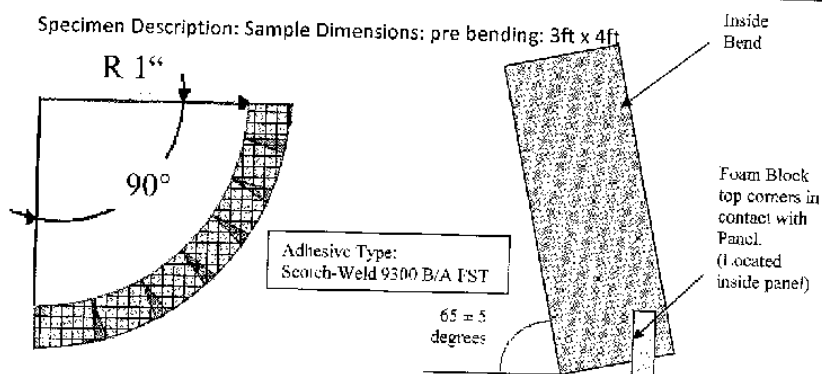 Specimen Description: Sample Dimensions: pre bending: 3ft x 4ft
R 1“
90°
Adhesive Type:
Scotch-Weld 9300 B/A FST
65 = 5
degrees
Inside
Bend
Foam Block
top corners in
contact with
Panel.
(Located
inside panel)